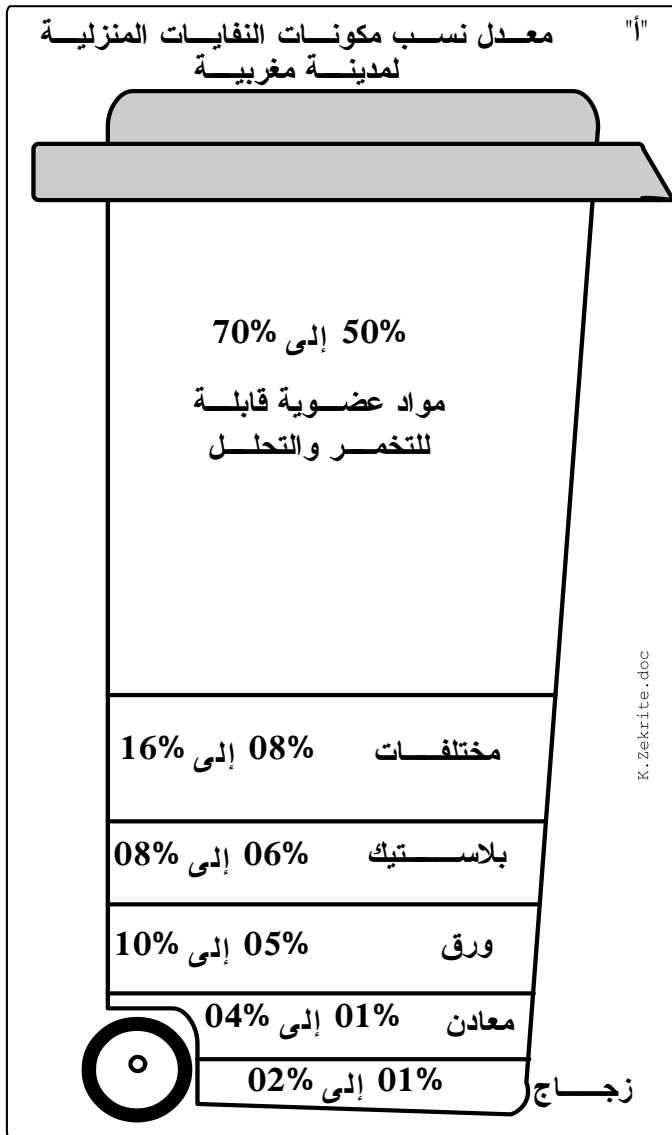 "أ"
معدل نسب مكونات النفايات المنزلية
لمدينة مغربية
50% إلى 70%
مواد عضوية قابلة
للتخمر والتحلل
مختلفات 08% إلى 16%
بلاستيك 06% إلى 08%
ورق 05% إلى 10%
معادن 01% إلى 04%
زجاج 01% إلى 02%
K.Zekrite.doc